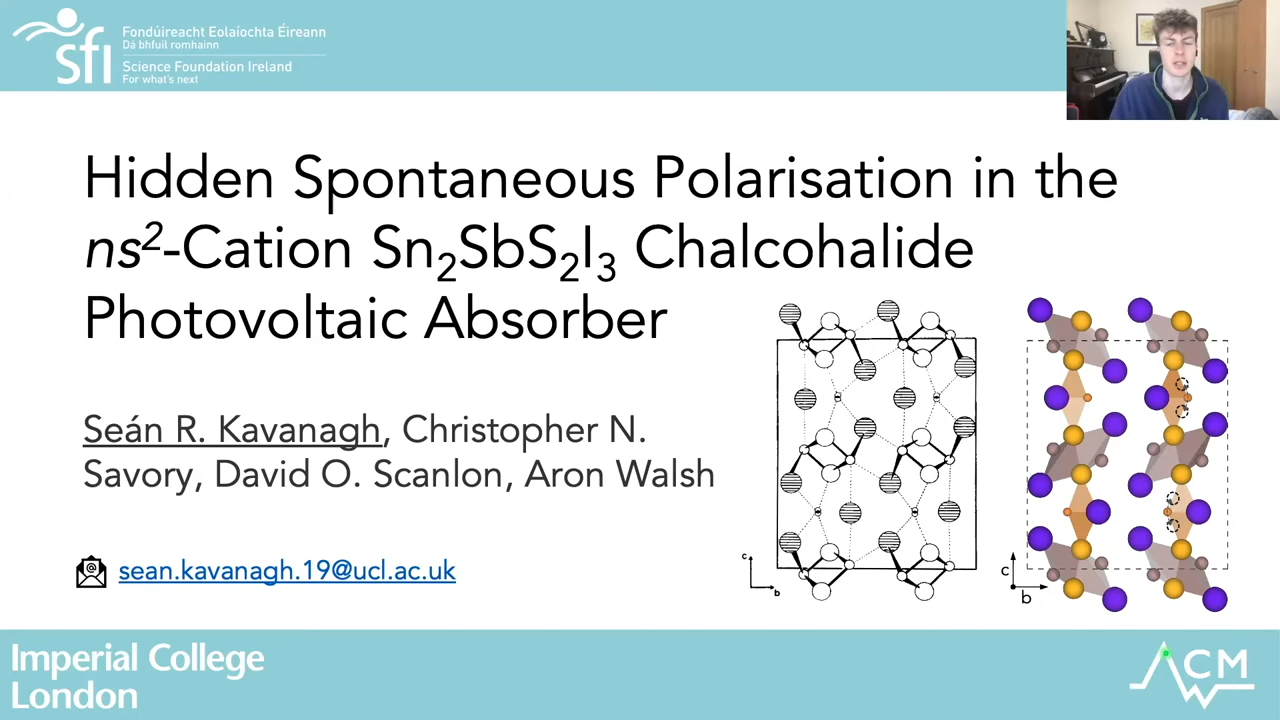 sfi
Fondúireacht Eolaíochta Éireann
Dá bhfuil romhainn
Science Foundation Ireland
For what's next
Hidden Spontaneous Polarisation in the
ns²-Cation Sn₂SbS₂I₃ Chalcohalide
Photovoltaic Absorber
Seán R. Kavanagh, Christopher N.
Savory, David O. Scanlon, Aron Walsh
sean.kavanagh.19@ucl.ac.uk
c
b
c
b
Imperial College
London
ACMW